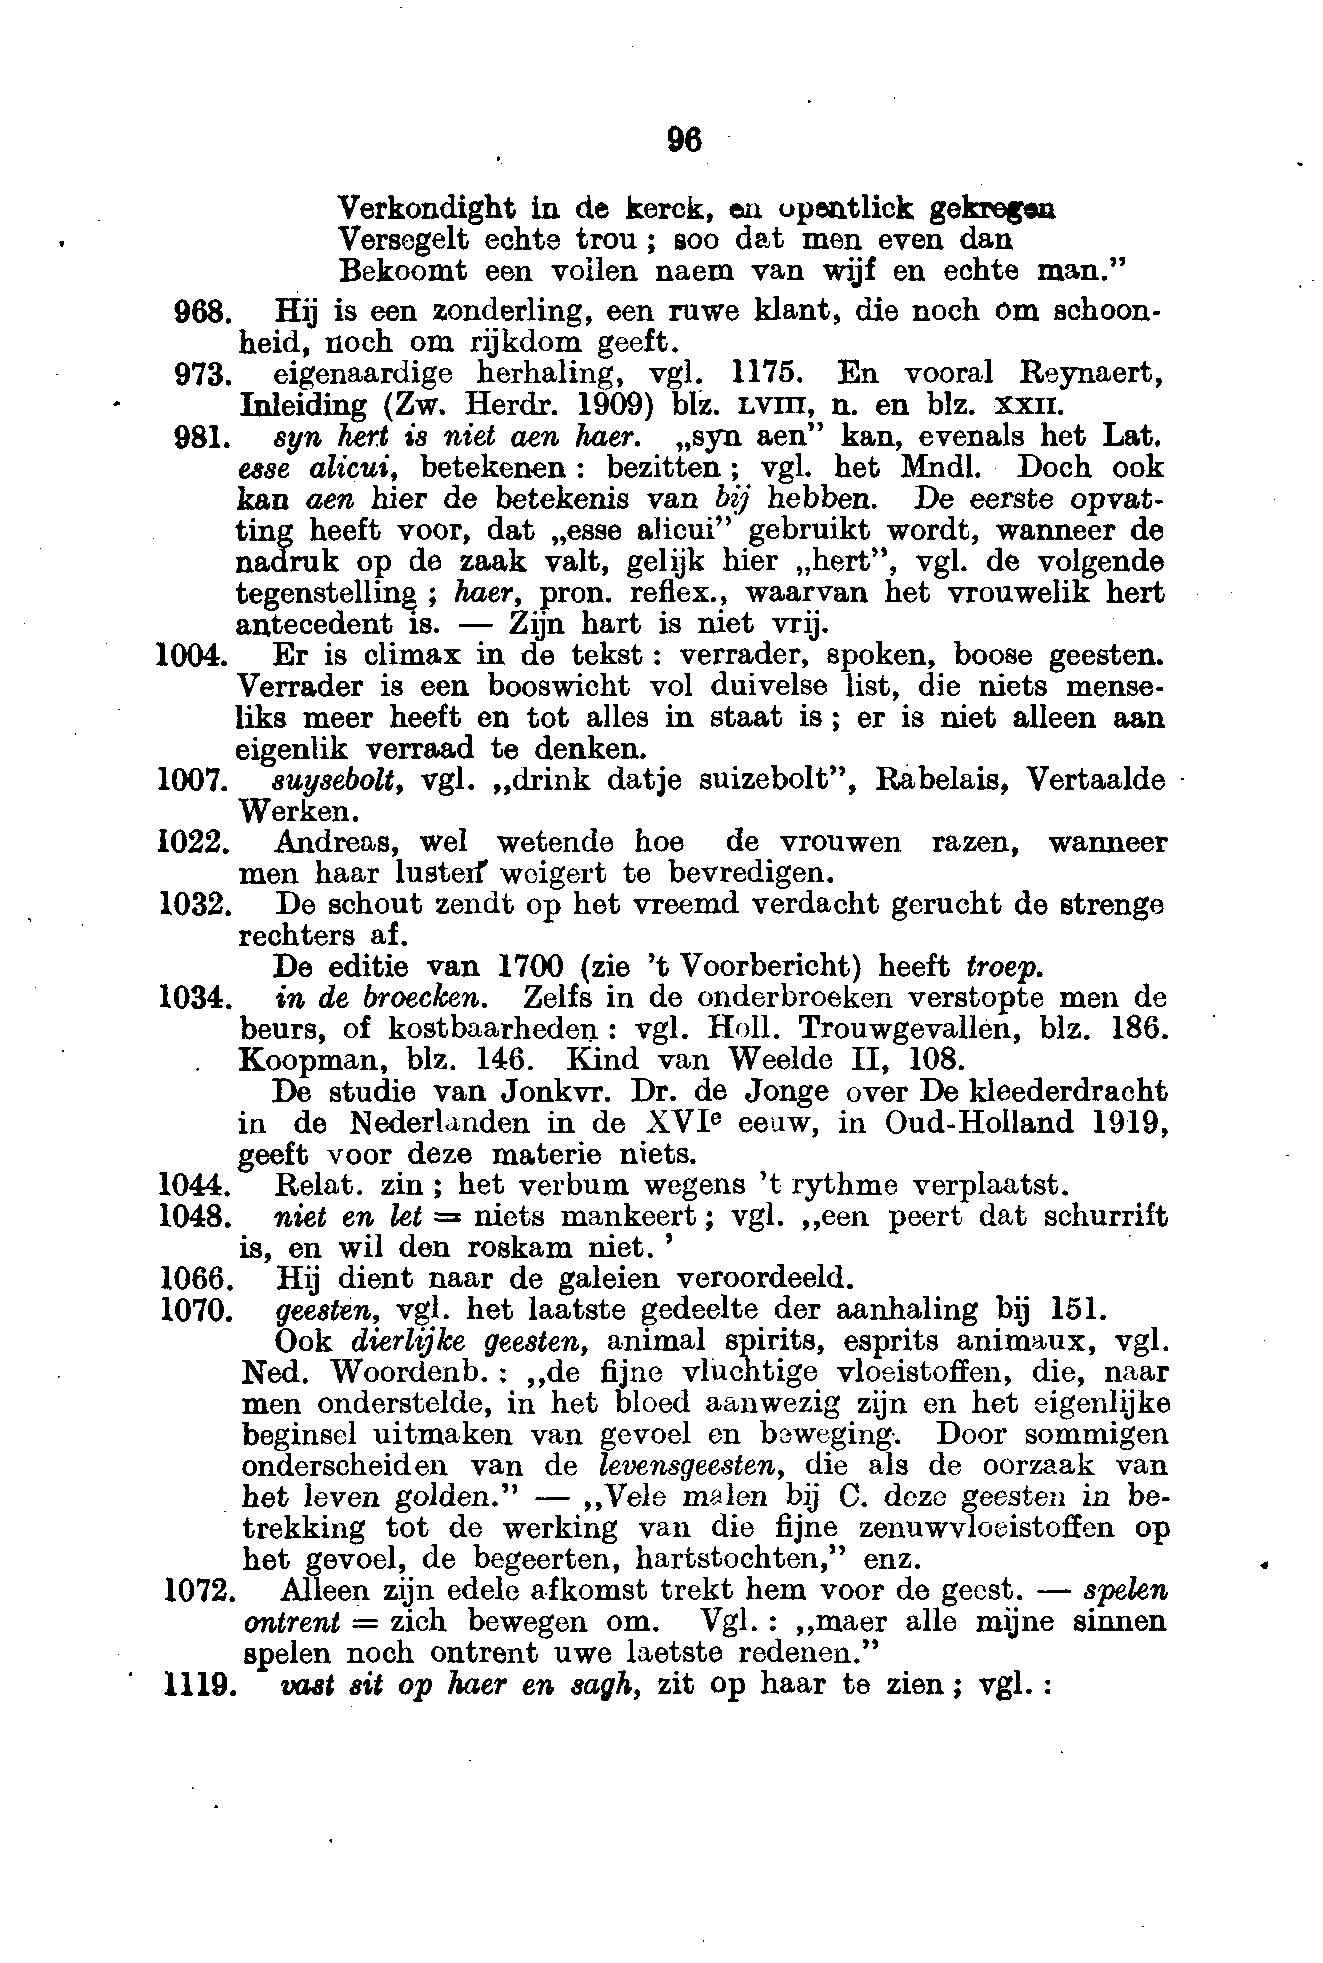 96
Verkondight in de kerck, en opentlick gekregen
Versegelt echte trou ; soo dat men even dan
Bekoomt een vollen naem van wijf en echte man.”
968. Hij is een zonderling, een ruwe klant, die noch om schoon-
heid, noch om rijkdom geeft.
973. eigenaardige herhaling, vgl. 1175. En vooral Reynaert,
Inleiding (Zw. Herdr. 1909) blz. LVIII, n. en blz. XXII.
981. syn hert is niet aen haer. „syn aen” kan, evenals het Lat.
esse alicui, betekenen : bezitten ; vgl. het Mndl. Doch ook
kan aen hier de betekenis van bij hebben. De eerste opvat-
ting heeft voor, dat „esse alicui” gebruikt wordt, wanneer de
nadruk op de zaak valt, gelijk hier „hert”, vgl. de volgende
tegenstelling ; haer, pron. reflex., waarvan het vrouwelik hert
antecedent is. — Zijn hart is niet vrij.
1004. Er is climax in de tekst : verrader, spoken, boose geesten.
Verrader is een booswicht vol duivelse list, die niets mense-
liks meer heeft en tot alles in staat is ; er is niet alleen aan
eigenlik verraad te denken.
1007. suysebolt, vgl. „drink datje suizebolt”, Rabelais, Vertaalde
Werken.
1022. Andreas, wel wetende hoe de vrouwen razen, wanneer
men haar lusten weigert te bevredigen.
1032. De schout zendt op het vreemd verdacht gerucht de strenge
rechters af.
De editie van 1700 (zie ’t Voorbericht) heeft troep.
1034. in de broecken. Zelfs in de onderbroeken verstopte men de
beurs, of kostbaarheden : vgl. Holl. Trouwgevallen, blz. 186.
Koopman, blz. 146. Kind van Weelde II, 108.
De studie van Jonkvr. Dr. de Jonge over De kleederdracht
in de Nederlanden in de XVIe eeuw, in Oud-Holland 1919,
geeft voor deze materie niets.
1044. Relat. zin ; het verbum wegens ’t rythme verplaatst.
1048. niet en let = niets mankeert ; vgl. „een peert dat schurrift
is, en wil den roskam niet. ’
1066. Hij dient naar de galeien veroordeeld.
1070. geesten, vgl. het laatste gedeelte der aanhaling bij 151.
Ook dierlijke geesten, animal spirits, esprits animaux, vgl.
Ned. Woordenb. : „de fijne vluchtige vloeistoffen, die, naar
men onderstelde, in het bloed aanwezig zijn en het eigenlijke
beginsel uitmaken van gevoel en beweging. Door sommigen
onderscheiden van de levensgeesten, die als de oorzaak van
het leven golden.” — „Vele malen bij C. deze geesten in be-
trekking tot de werking van die fijne zenuwvloeistoffen op
het gevoel, de begeerten, hartstochten,” enz.
1072. Alleen zijn edele afkomst trekt hem voor de geest. — spelen
ontrent = zich bewegen om. Vgl. : „maer alle mijne sinnen
spelen noch ontrent uwe laetste redenen.”
1119. vast sit op haer en sagh, zit op haar te zien ; vgl. :